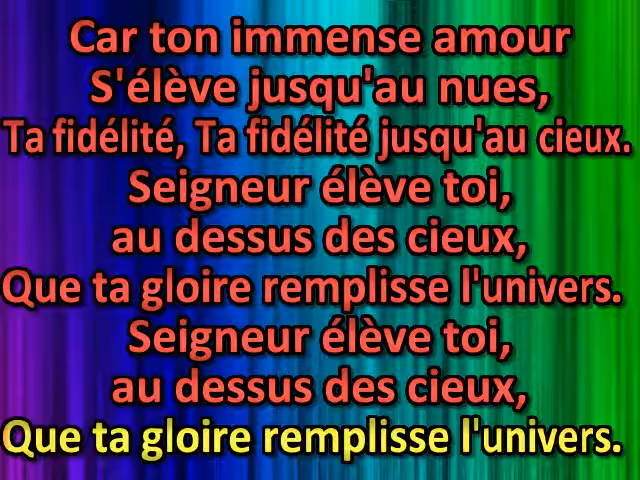 Car ton immense amour
S'élève jusqu'au nues,
Ta fidélité, Ta fidélité jusqu'au cieux.
Seigneur élève toi,
au dessus des cieux,
Que ta gloire remplisse l'univers.
Seigneur élève toi,
au dessus des cieux,
Que ta gloire remplisse l'univers.